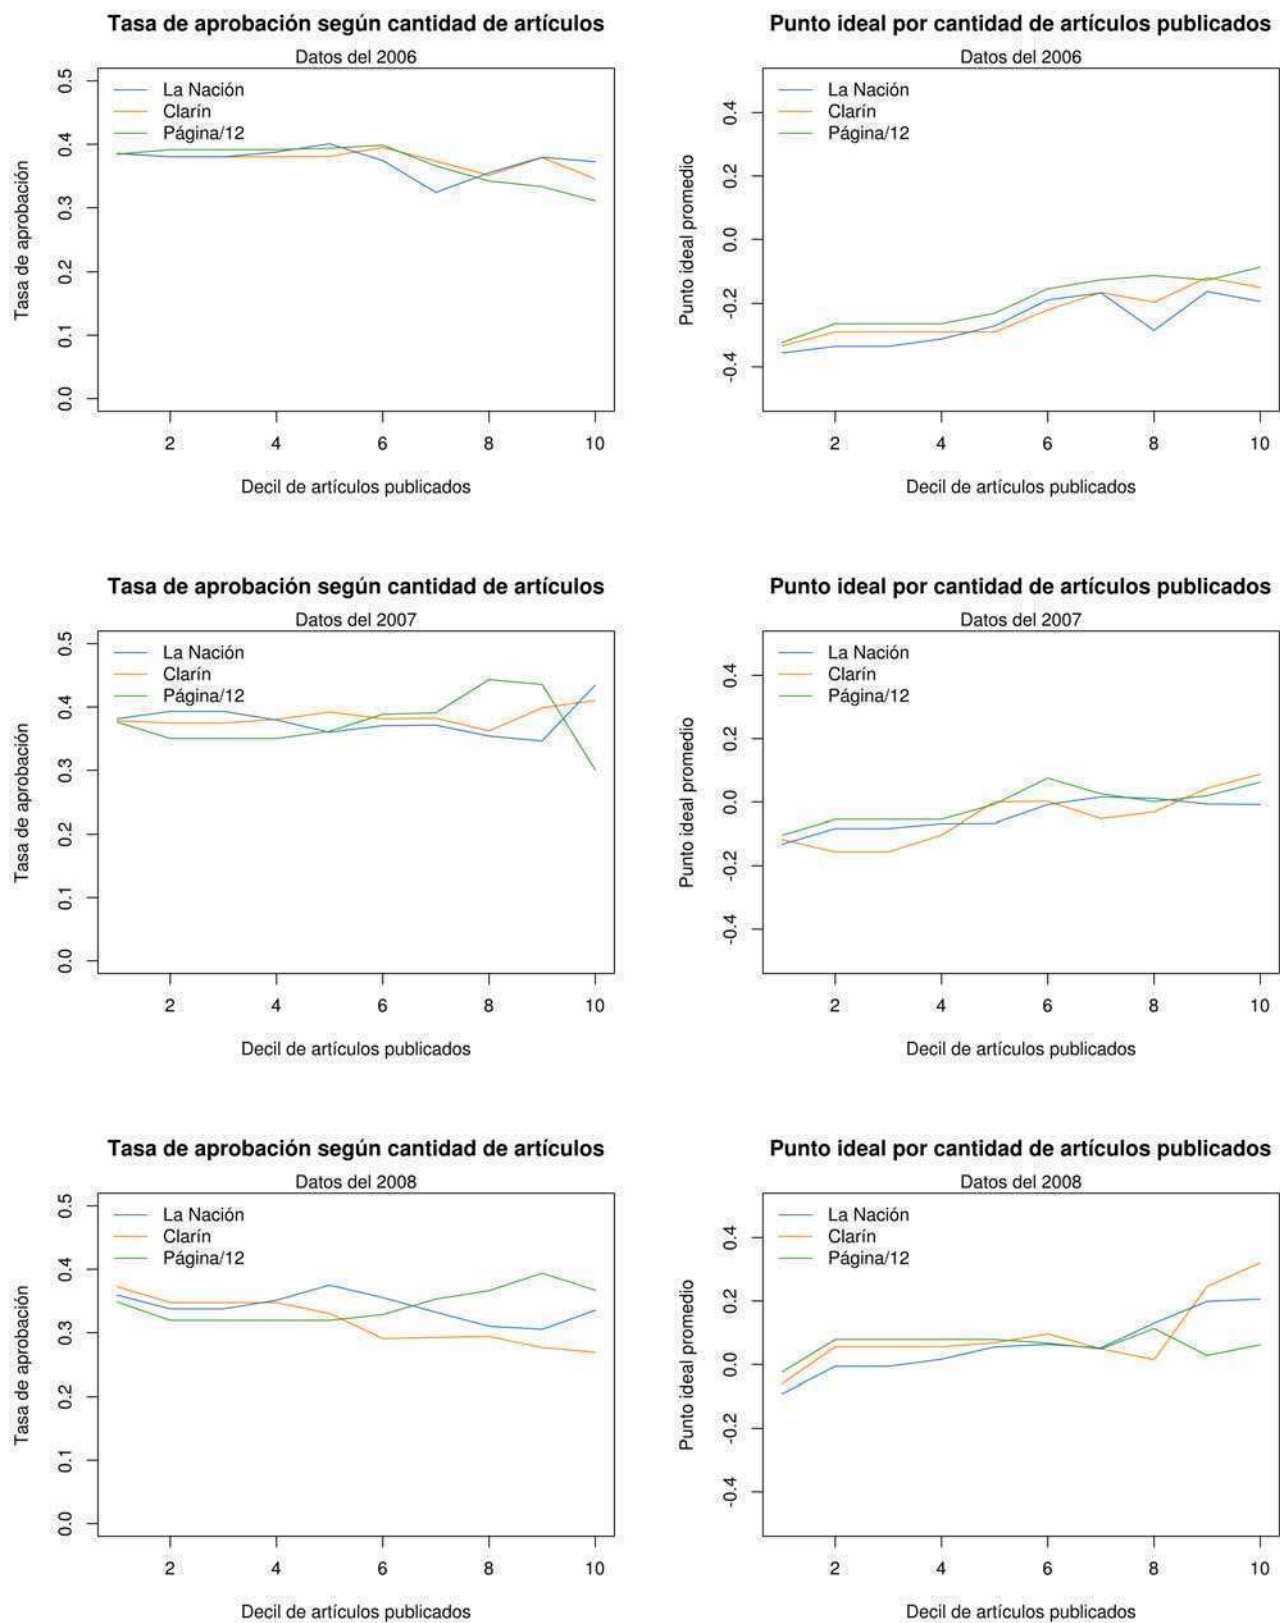 Tasa de aprobación según cantidad de artículos
Datos del 2006
La Nación
Clarín
Página/12
Tasa de aprobación
0.5
0.4
0.3
0.2
0.1
0.0
2 4 6 8 10
Decil de artículos publicados
Punto ideal por cantidad de artículos publicados
Datos del 2006
La Nación
Clarín
Página/12
Punto ideal promedio
0.4
0.2
0.0
-0.2
-0.4
2 4 6 8 10
Decil de artículos publicados
Tasa de aprobación según cantidad de artículos
Datos del 2007
La Nación
Clarín
Página/12
Tasa de aprobación
0.5
0.4
0.3
0.2
0.1
0.0
2 4 6 8 10
Decil de artículos publicados
Punto ideal por cantidad de artículos publicados
Datos del 2007
La Nación
Clarín
Página/12
Punto ideal promedio
0.4
0.2
0.0
-0.2
-0.4
2 4 6 8 10
Decil de artículos publicados
Tasa de aprobación según cantidad de artículos
Datos del 2008
La Nación
Clarín
Página/12
Tasa de aprobación
0.5
0.4
0.3
0.2
0.1
0.0
2 4 6 8 10
Decil de artículos publicados
Punto ideal por cantidad de artículos publicados
Datos del 2008
La Nación
Clarín
Página/12
Punto ideal promedio
0.4
0.2
0.0
-0.2
-0.4
2 4 6 8 10
Decil de artículos publicados